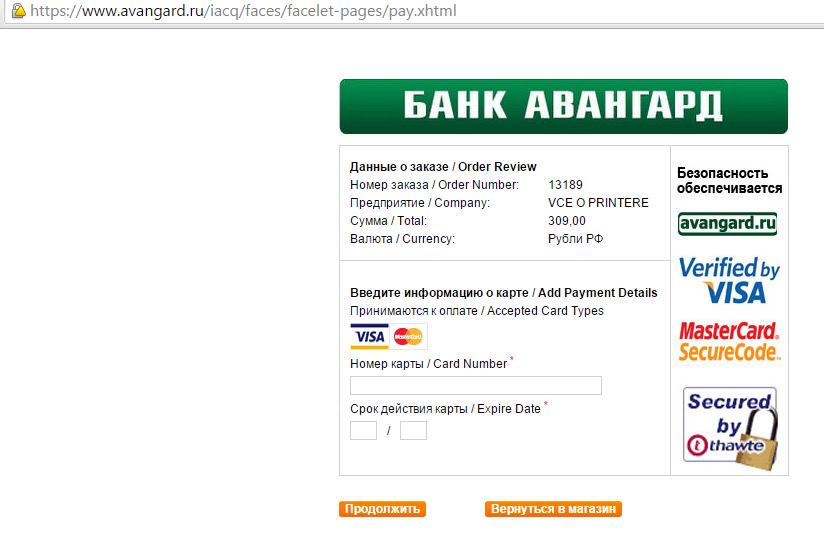 https://www.avangard.ru/iacq/faces/facelet-pages/pay.xhtml
БАНК АВАНГАРД
Данные о заказе / Order Review
Номер заказа / Order Number: 13189
Предприятие / Company: VCE O PRINTERE
Сумма / Total: 309,00
Валюта / Currency: Рубли РФ
Введите информацию о карте / Add Payment Details
Принимаются к оплате / Accepted Card Types
VISA MasterCard
Номер карты / Card Number *
Срок действия карты / Expire Date *
/
Безопасность
обеспечивается
avangard.ru
Verified by
VISA
MasterCard.
SecureCode.
Secured
by
thawte
Продолжить
Вернуться в магазин